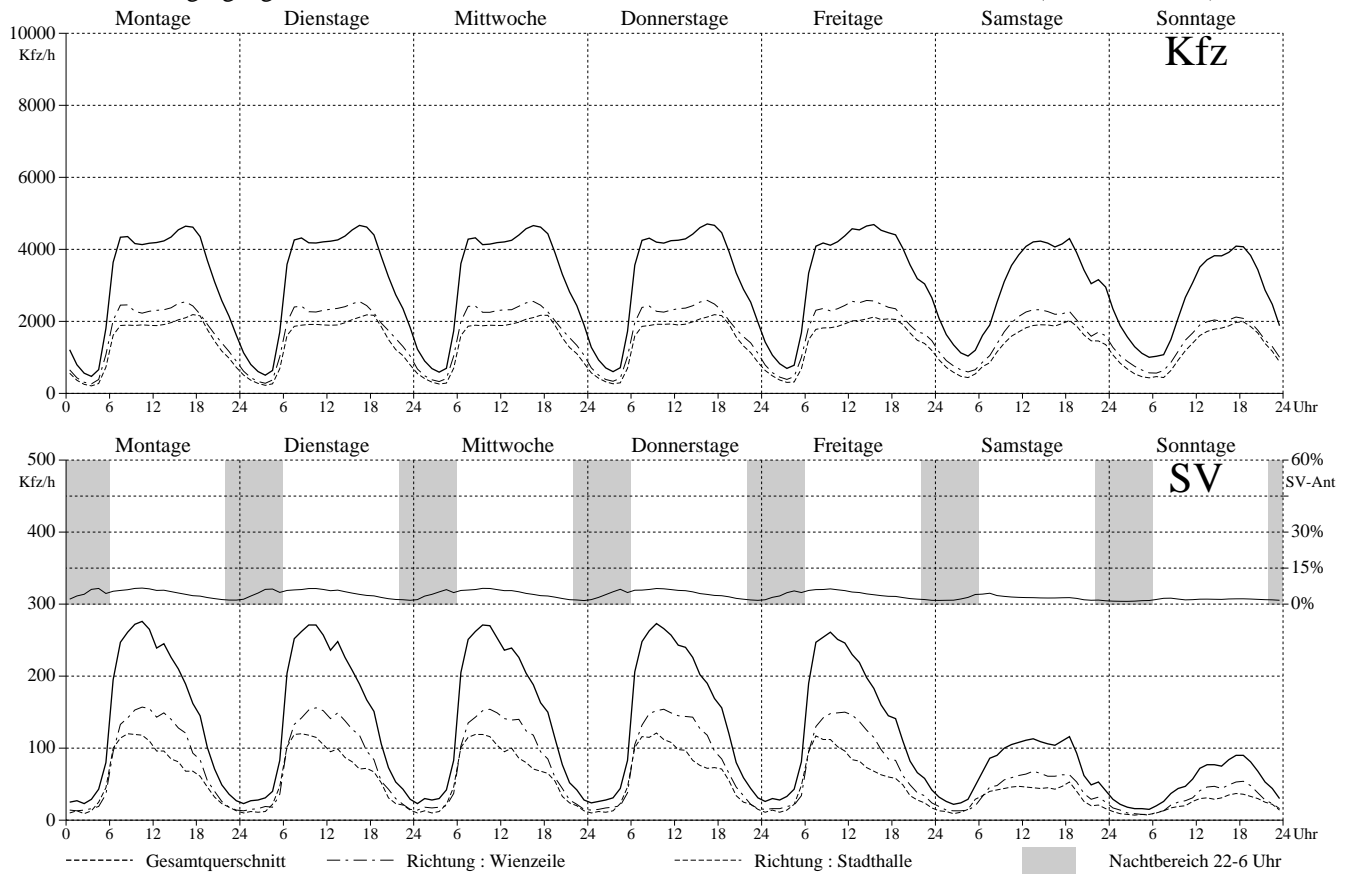 Montage Dienstage Mittwoche Donnerstage Freitage Samstage Sonntage
10000
Kfz/h
Kfz
8000
6000
4000
2000
0
0 6 12 18 24 6 12 18 24 6 12 18 24 6 12 18 24 6 12 18 24 6 12 18 24 6 12 18 24 Uhr
Montage Dienstage Mittwoche Donnerstage Freitage Samstage Sonntage
500 60%
Kfz/h SV-Ant
SV
400 30%
15%
300 0%
200
100
0
0 6 12 18 24 6 12 18 24 6 12 18 24 6 12 18 24 6 12 18 24 6 12 18 24 6 12 18 24 Uhr
Gesamtquerschnitt Richtung : Wienzeile Richtung : Stadthalle Nachtbereich 22-6 Uhr